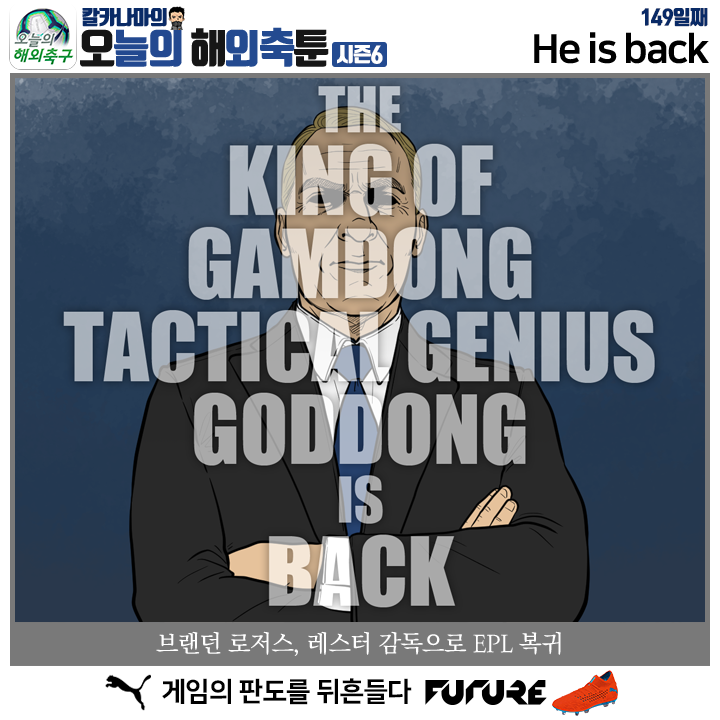 오늘의
해외축구
칼카나마의
오늘의 해외축툰 시즌6
149일째
He is back
THE
KING OF
GAMDONG
TACTICAL GENIUS
GODDONG
IS
BACK
브랜던 로저스, 레스터 감독으로 EPL 복귀
게임의 판도를 뒤흔들다 FUTURE